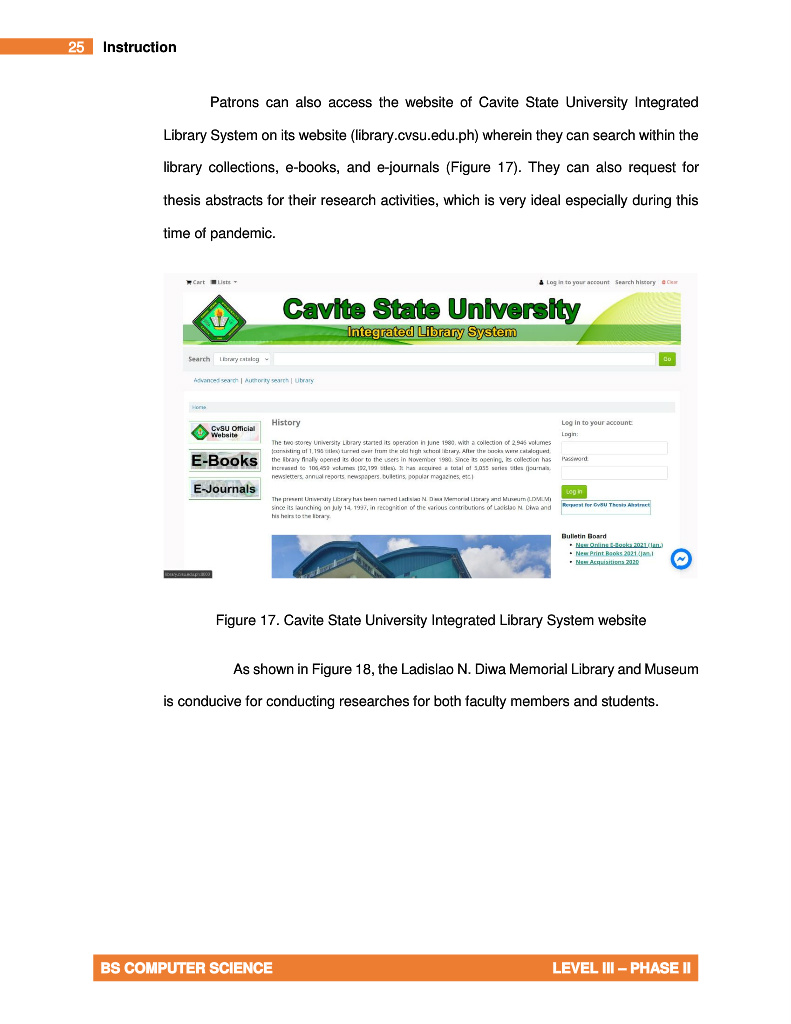 25 Instruction
Patrons can also access the website of Cavite State University Integrated
Library System on its website (library.cvsu.edu.ph) wherein they can search within the
library collections, e-books, and e-journals (Figure 17). They can also request for
thesis abstracts for their research activities, which is very ideal especially during this
time of pandemic.
Cart Lists Log in to your account Search history Clear
Cavite State University
Integrated Library System
Search Library catalog Go
Advanced search | Authority search | Library
Home
CvSU Official
Website
E-Books
E-Journals
History
The two-storey University Library started its operation in June 1980, with a collection of 2,946 volumes
(consisting of 1,196 titles) turned over from the old high school library. After the books were catalogued,
the library finally opened its door to the users in November 1980. Since its opening, its collection has
increased to 106,459 volumes (92,199 titles). It has acquired a total of 5,055 series titles (journals,
newsletters, annual reports, newspapers, bulletins, popular magazines, etc.)
The present University Library has been named Ladislao N. Diwa Memorial Library and Museum (LDMLM)
since its launching on July 14, 1997, in recognition of the various contributions of Ladislao N. Diwa and
his heirs to the library.
Log in to your account:
Login:
Password:
Log in
Request for CvSU Thesis Abstract
Bulletin Board
• New Online E-Books 2021 (Jan.)
• New Print Books 2021 (Jan.)
• New Acquisitions 2020
Figure 17. Cavite State University Integrated Library System website
As shown in Figure 18, the Ladislao N. Diwa Memorial Library and Museum
is conducive for conducting researches for both faculty members and students.
BS COMPUTER SCIENCE LEVEL III – PHASE II